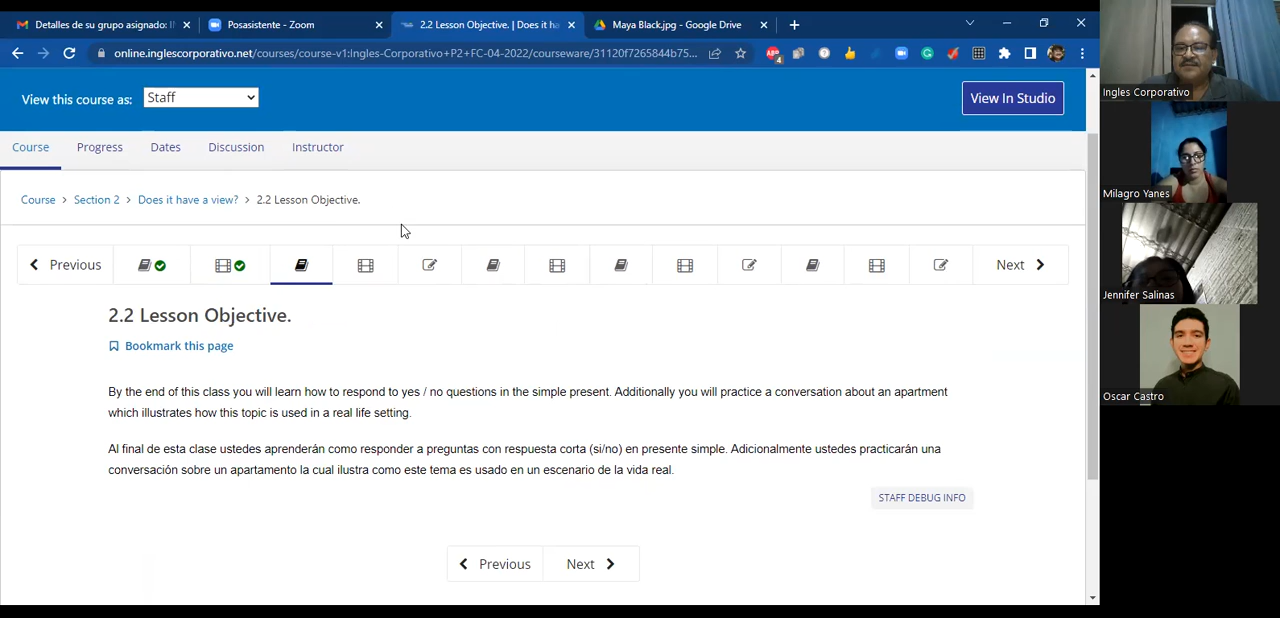 Detalles de su grupo asignado: I
Posasistente - Zoom
2.2 Lesson Objective. | Does it ha
Maya Black.jpg - Google Drive
online.inglescorporativo.net/courses/course-v1:Ingles-Corporativo+P2+FC-04-2022/courseware/31120f7265844b75...
View this course as:
Staff
View In Studio
Course
Progress
Dates
Discussion
Instructor
Course > Section 2 > Does it have a view? > 2.2 Lesson Objective.
Previous
Next
2.2 Lesson Objective.
Bookmark this page
By the end of this class you will learn how to respond to yes / no questions in the simple present. Additionally you will practice a conversation about an apartment
which illustrates how this topic is used in a real life setting.
Al final de esta clase ustedes aprenderán como responder a preguntas con respuesta corta (si/no) en presente simple. Adicionalmente ustedes practicarán una
conversación sobre un apartamento la cual ilustra como este tema es usado en un escenario de la vida real.
STAFF DEBUG INFO
Previous
Next
Ingles Corporativo
Milagro Yanes
Jennifer Salinas
Oscar Castro